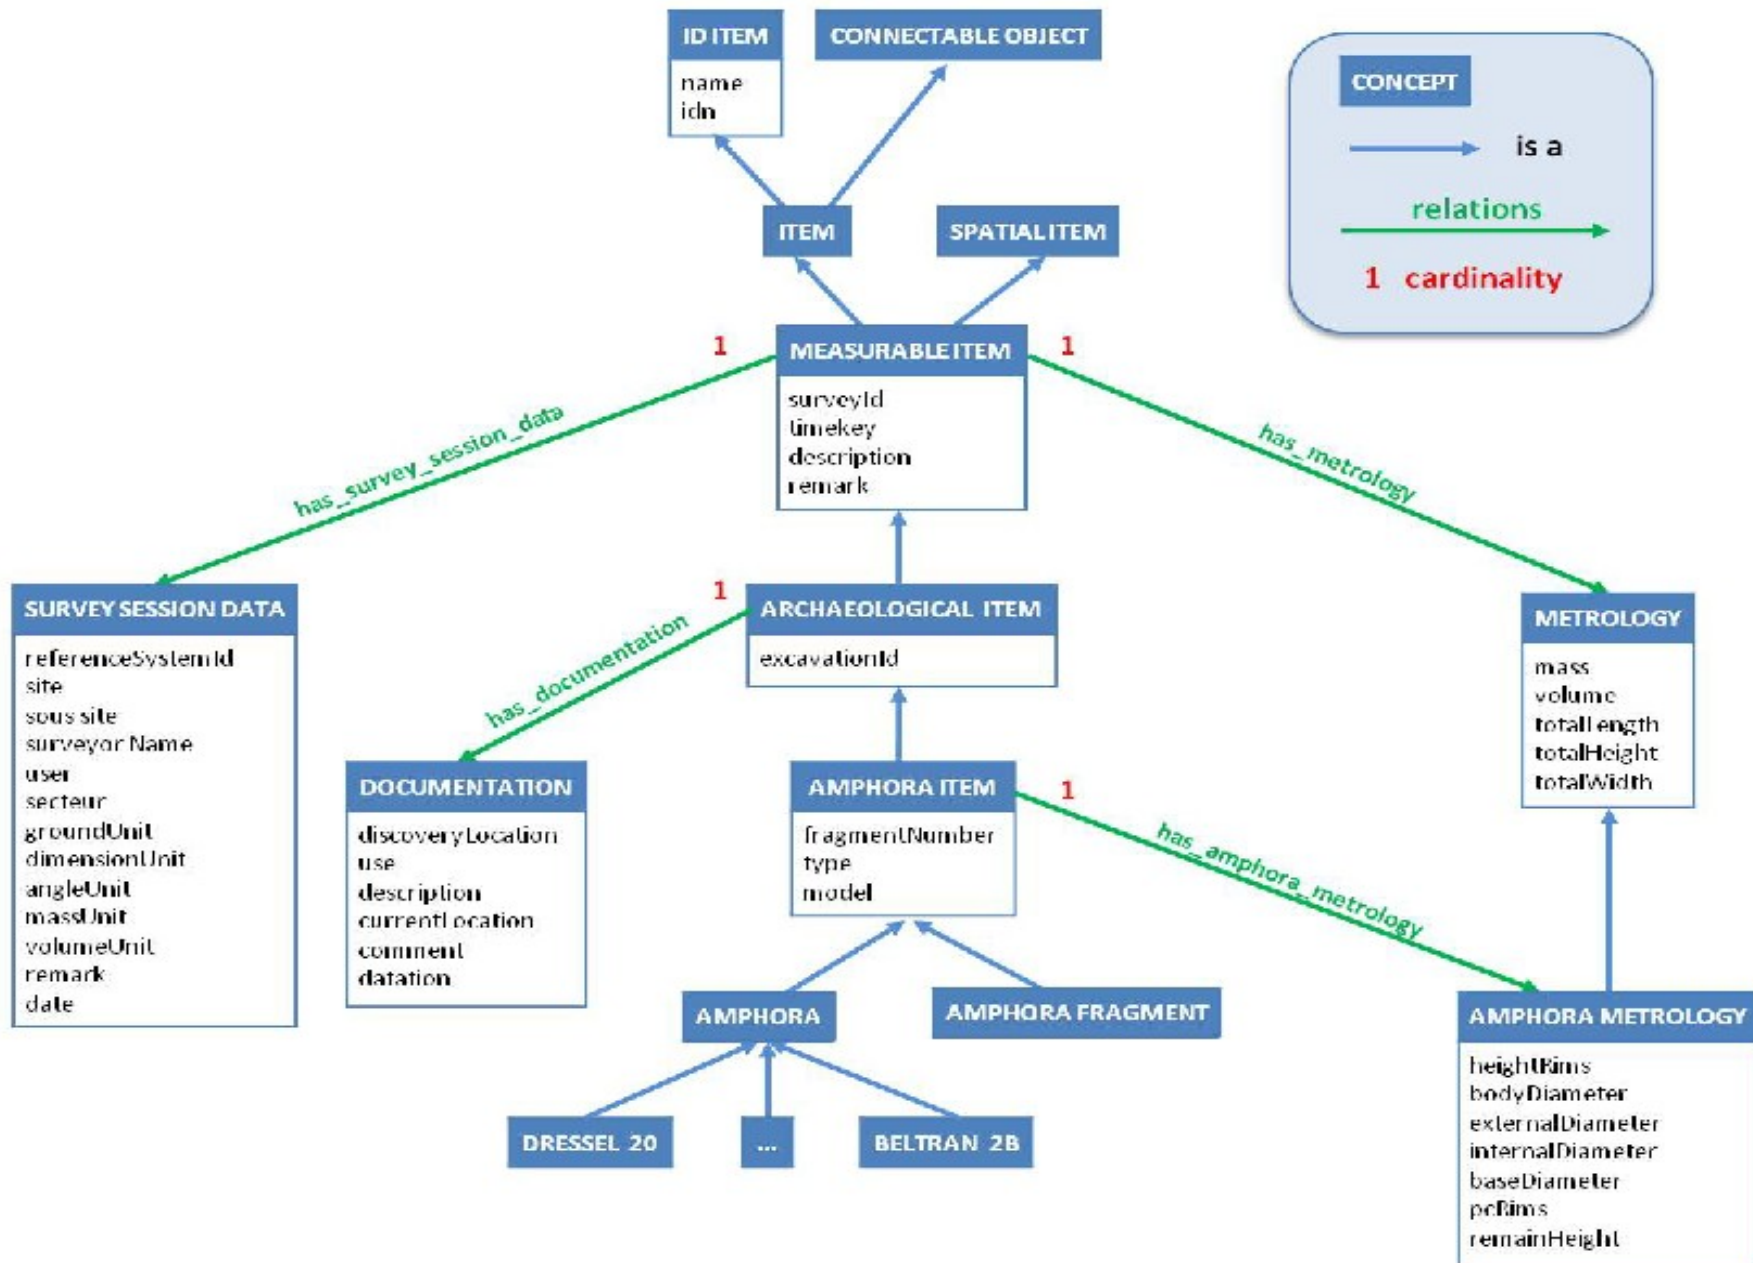 ID ITEM
name
idn
CONNECTABLE OBJECT
CONCEPT
is a
relations
1 cardinality
ITEM
SPATIAL ITEM
1
MEASURABLE ITEM
surveyId
timekey
description
remark
1
has_survey_session_data
has_metrology
SURVEY SESSION DATA
referenceSystemId
site
sous site
surveyor Name
user
secteur
groundUnit
dimensionUnit
angleUnit
massUnit
volumeUnit
remark
date
1
ARCHAEOLOGICAL ITEM
excavationId
has_documentation
METROLOGY
mass
volume
totalLength
totalHeight
totalWidth
DOCUMENTATION
discoveryLocation
use
description
currentLocation
comment
datation
AMPHORA ITEM
fragmentNumber
type
model
1
has_amphora_metrology
AMPHORA
AMPHORA FRAGMENT
DRESSEL 20
...
BELTRAN 2B
AMPHORA METROLOGY
heightRims
bodyDiameter
externalDiameter
internalDiameter
baseDiameter
pcRims
remainHeight